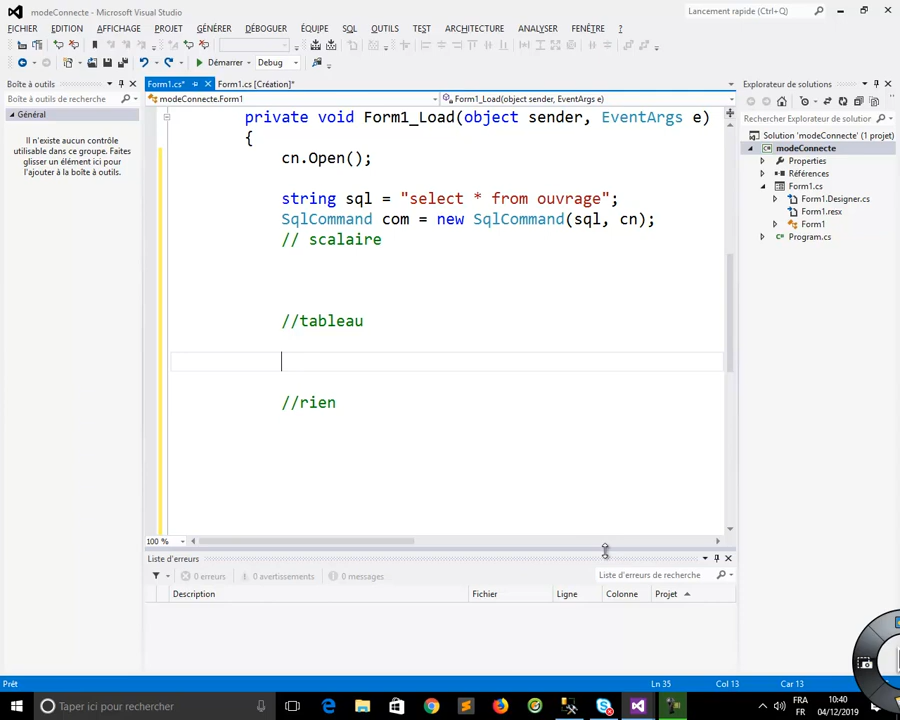 modeConnecte - Microsoft Visual Studio
Lancement rapide (Ctrl+Q)
FICHIER EDITION AFFICHAGE PROJET GÉNÉRER DÉBOGUER ÉQUIPE SQL OUTILS TEST ARCHITECTURE ANALYSER FENÊTRE ?
Démarrer Debug
Boîte à outils
Boîte à outils de recherche
Général
Il n'existe aucun contrôle
utilisable dans ce groupe. Faites
glisser un élément ici pour
l'ajouter à la boîte à outils.
Form1.cs* Form1.cs [Création]*
modeConnecte.Form1 Form1_Load(object sender, EventArgs e)
private void Form1_Load(object sender, EventArgs e)
{
cn.Open();
string sql = "select * from ouvrage";
SqlCommand com = new SqlCommand(sql, cn);
// scalaire
//tableau
//rien
100 %
Liste d'erreurs
0 erreurs 0 avertissements 0 messages
Liste d'erreurs de recherche
Description Fichier Ligne Colonne Projet
Explorateur de solutions
Rechercher Explorateur de solution
Solution 'modeConnecte' (1 projet)
modeConnecte
Properties
Références
Form1.cs
Form1.Designer.cs
Form1.resx
Form1
Program.cs
Prêt Ln 35 Col 13 Car 13
Taper ici pour rechercher
FRA
FR
10:40
04/12/2019